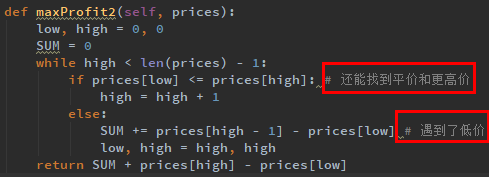 def maxProfit2(self, prices):
    low, high = 0, 0
    SUM = 0
    while high < len(prices) - 1:
        if prices[low] <= prices[high]: # 还能找到平价和更高价
            high = high + 1
        else:
            SUM += prices[high - 1] - prices[low] # 遇到了低价
            low, high = high, high
    return SUM + prices[high] - prices[low]